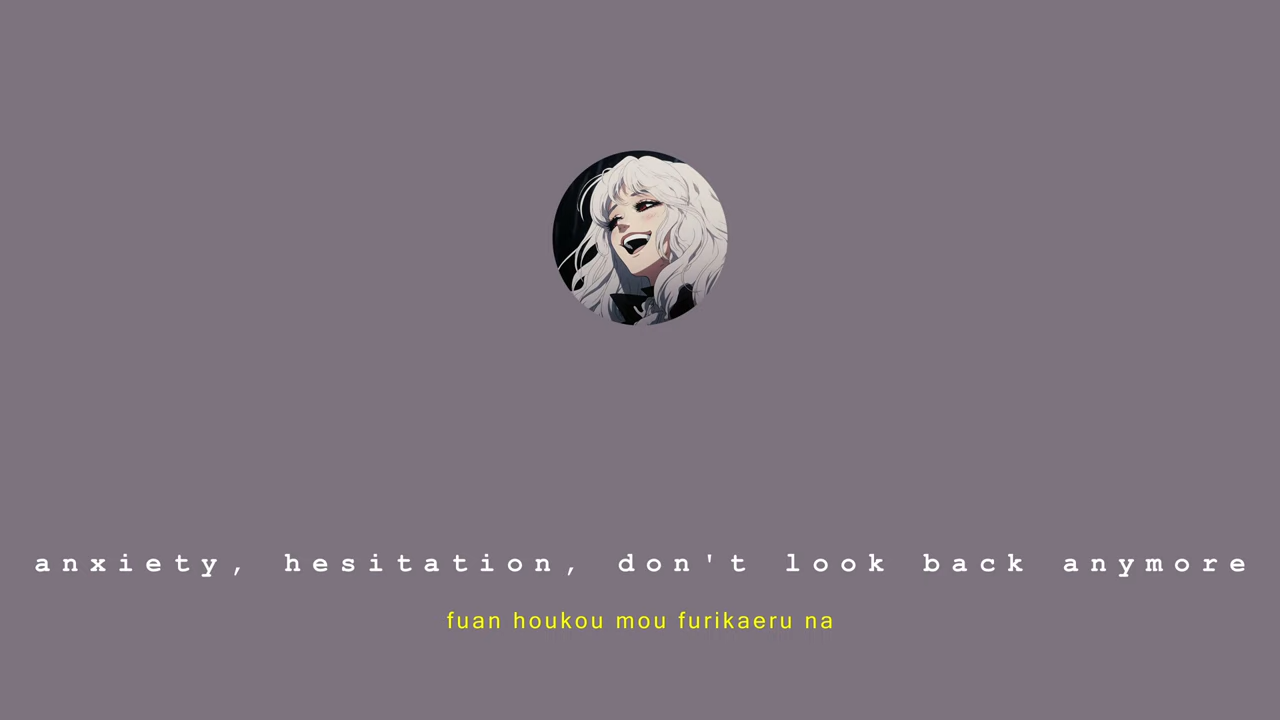 anxiety, hesitation, don't look back anymore
fuan houkou mou furikaeru na